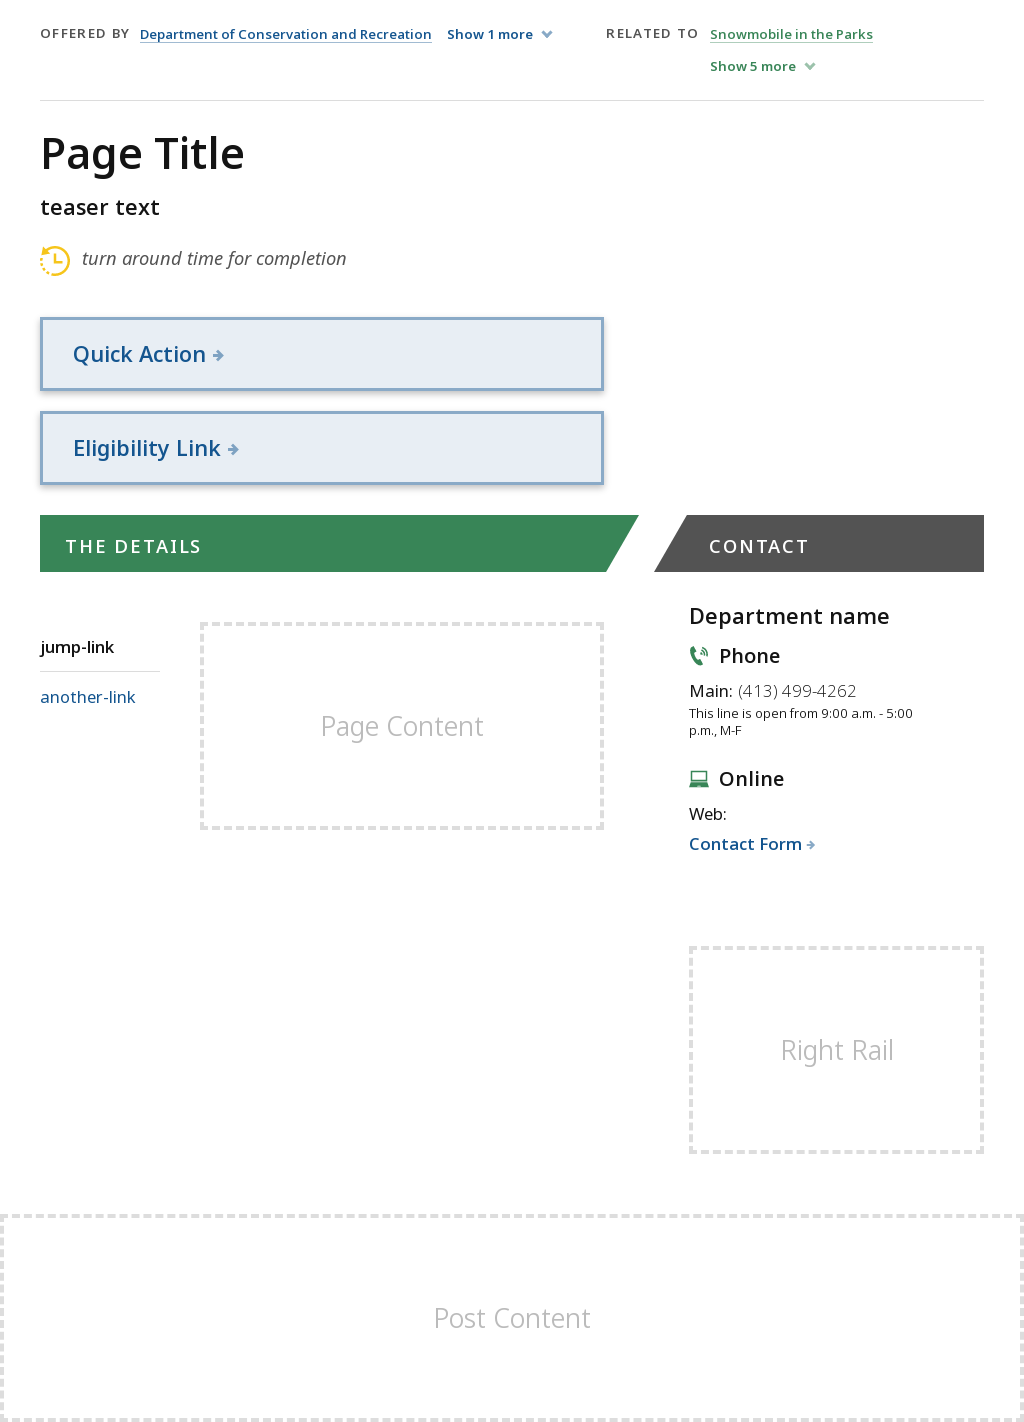 OFFERED BY Department of Conservation and Recreation Show 1 more
RELATED TO Snowmobile in the Parks
Show 5 more
Page Title
teaser text
turn around time for completion
Quick Action
Eligibility Link
THE DETAILS
jump-link
another-link
Page Content
CONTACT
Department name
Phone
Main: (413) 499-4262
This line is open from 9:00 a.m. - 5:00
p.m., M-F
Online
Web:
Contact Form
Right Rail
Post Content